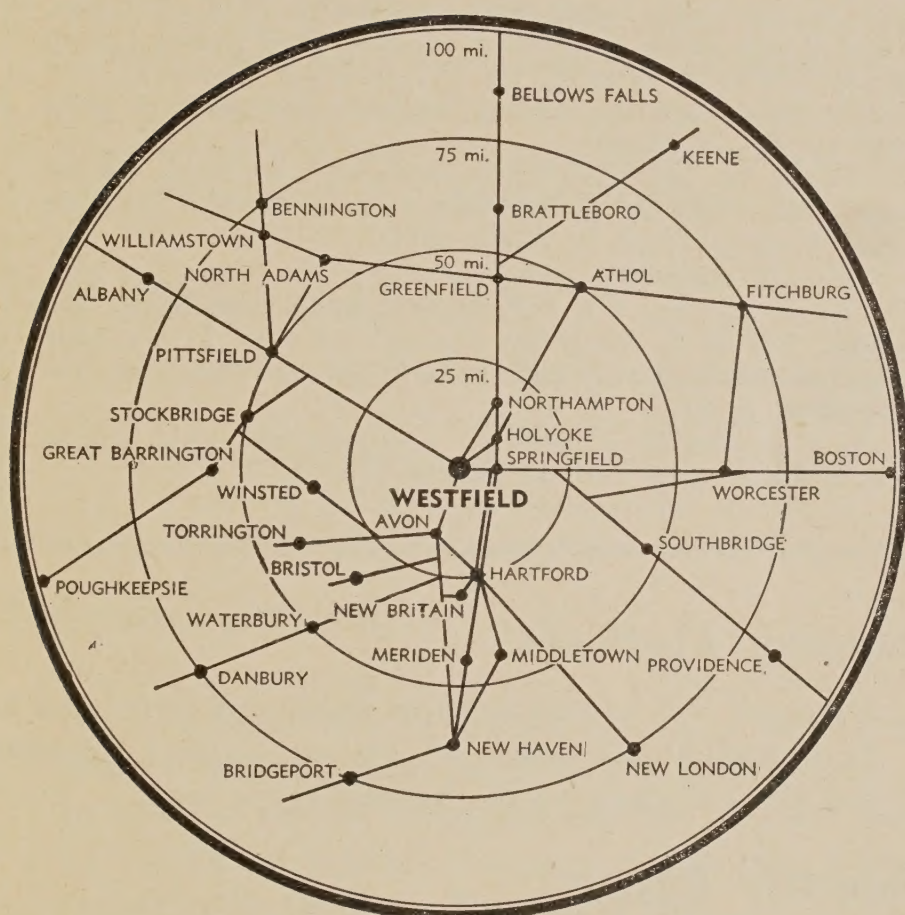 100 mi.
BELLOWS FALLS
75 mi.
KEENE
BENNINGTON
BRATTLEBORO
WILLIAMSTOWN
50 mi.
NORTH ADAMS
ATHOL
ALBANY
GREENFIELD
FITCHBURG
PITTSFIELD
25 mi.
NORTHAMPTON
STOCKBRIDGE
HOLYOKE
GREAT BARRINGTON
SPRINGFIELD
BOSTON
WINSTED
WESTFIELD
WORCESTER
AVON
TORRINGTON
SOUTHBRIDGE
BRISTOL
HARTFORD
POUGHKEEPSIE
NEW BRITAIN
WATERBURY
MERIDEN
MIDDLETOWN
PROVIDENCE
DANBURY
NEW HAVEN
BRIDGEPORT
NEW LONDON